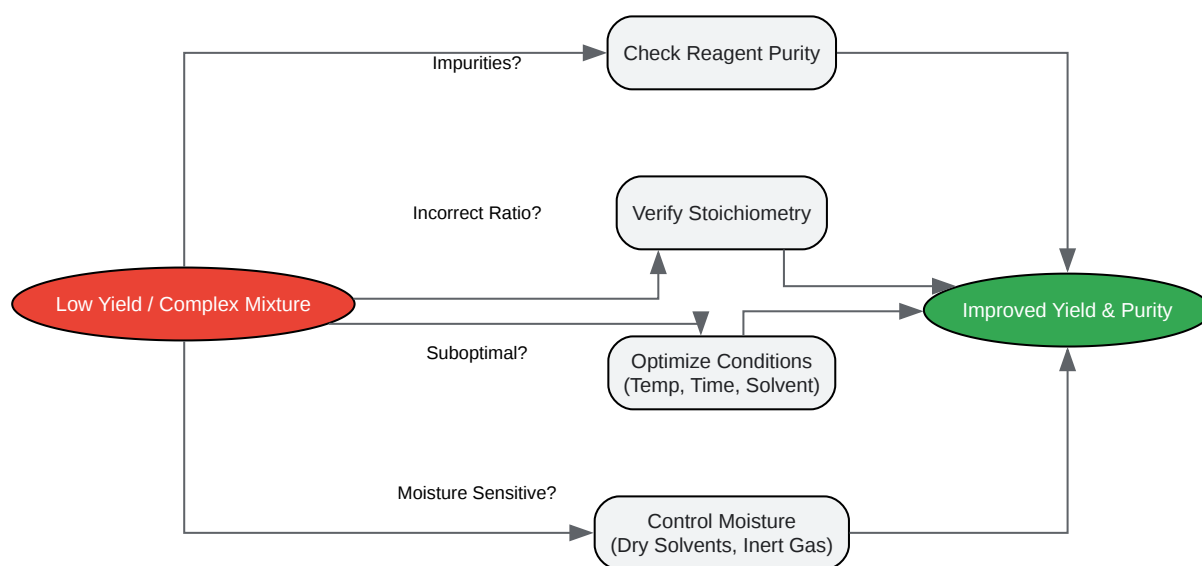 Check Reagent Purity
Impurities?
Incorrect Ratio?
Verify Stoichiometry
Low Yield / Complex Mixture
Improved Yield & Purity
Suboptimal?
Optimize Conditions
(Temp, Time, Solvent)
Moisture Sensitive?
Control Moisture
(Dry Solvents, Inert Gas)